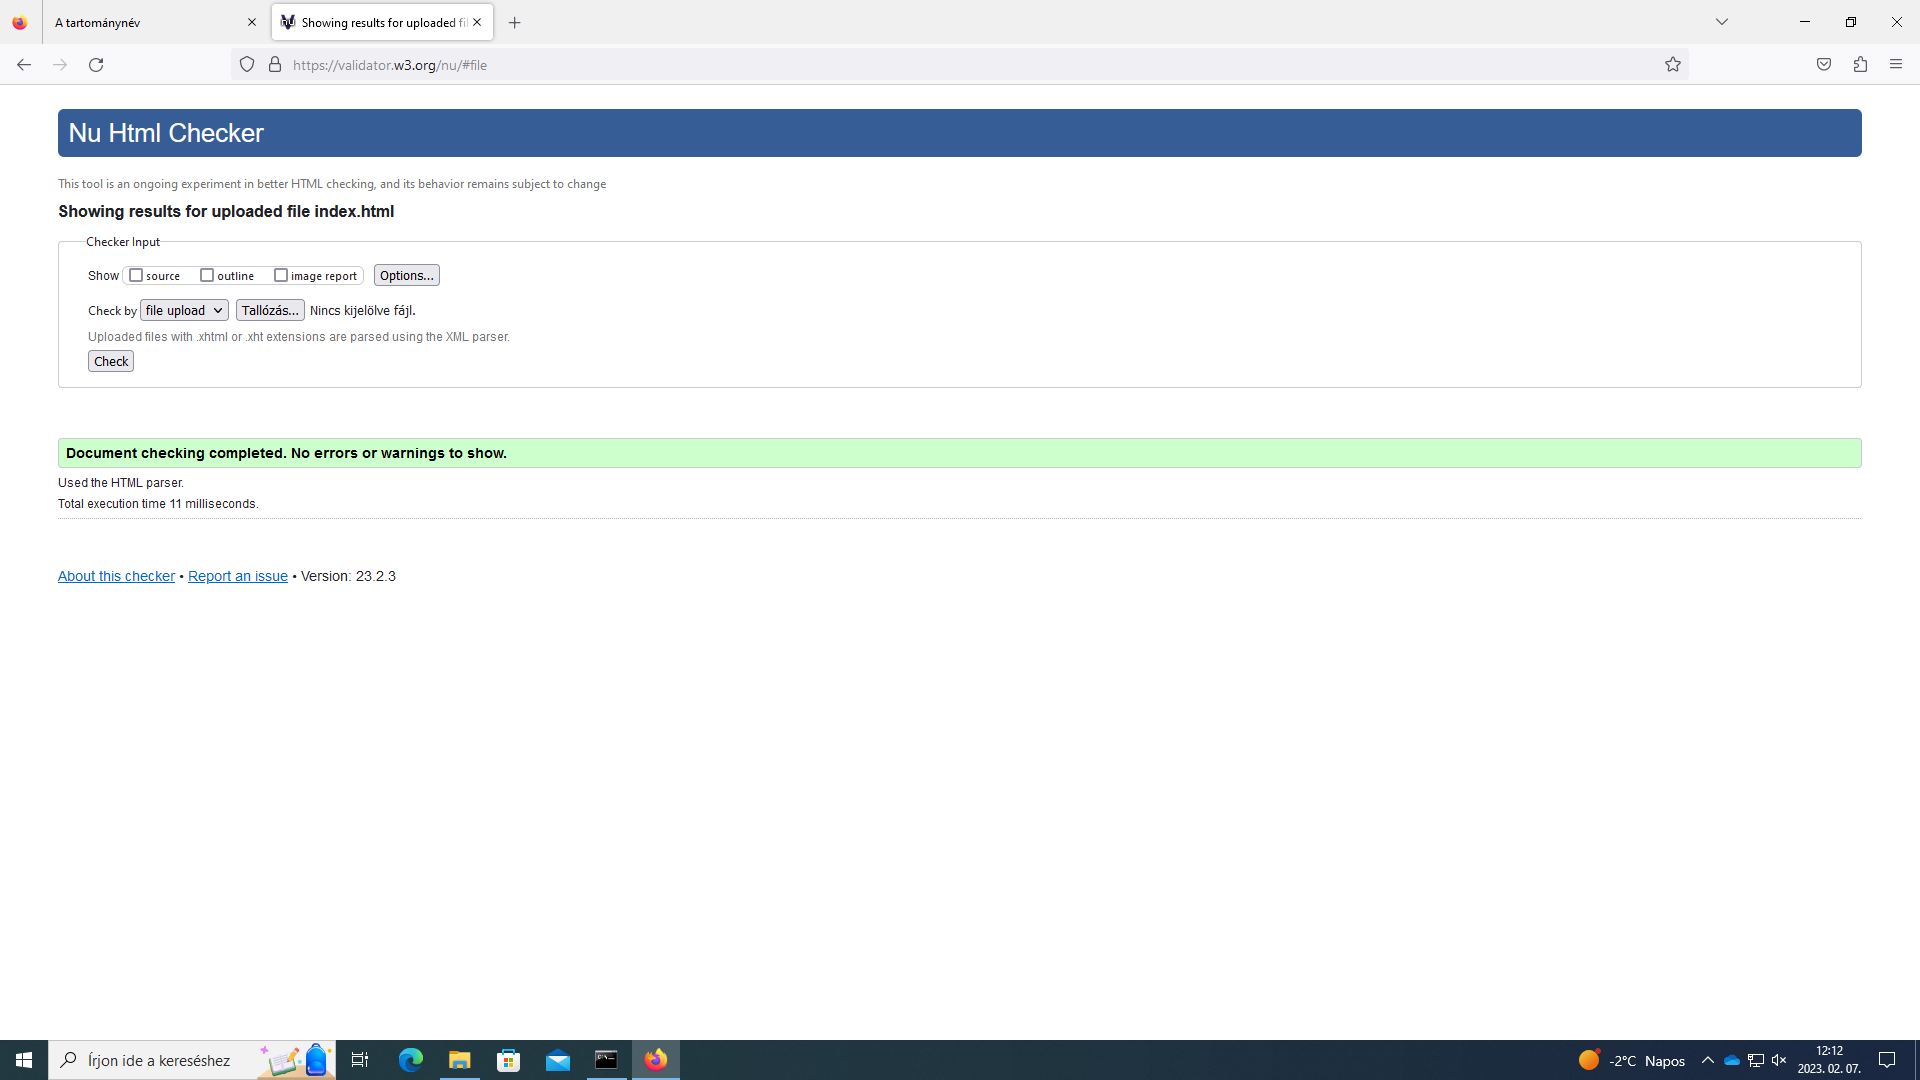 A tartománynév
Showing results for uploaded fi
https://validator.w3.org/nu/#file
Nu Html Checker
This tool is an ongoing experiment in better HTML checking, and its behavior remains subject to change
Showing results for uploaded file index.html
Checker Input
Show source outline image report Options...
Check by file upload Tallózás... Nincs kijelölve fájl.
Uploaded files with .xhtml or .xht extensions are parsed using the XML parser.
Check
Document checking completed. No errors or warnings to show.
Used the HTML parser.
Total execution time 11 milliseconds.
About this checker • Report an issue • Version: 23.2.3
Írjon ide a kereséshez
-2°C Napos
12:12
2023. 02. 07.